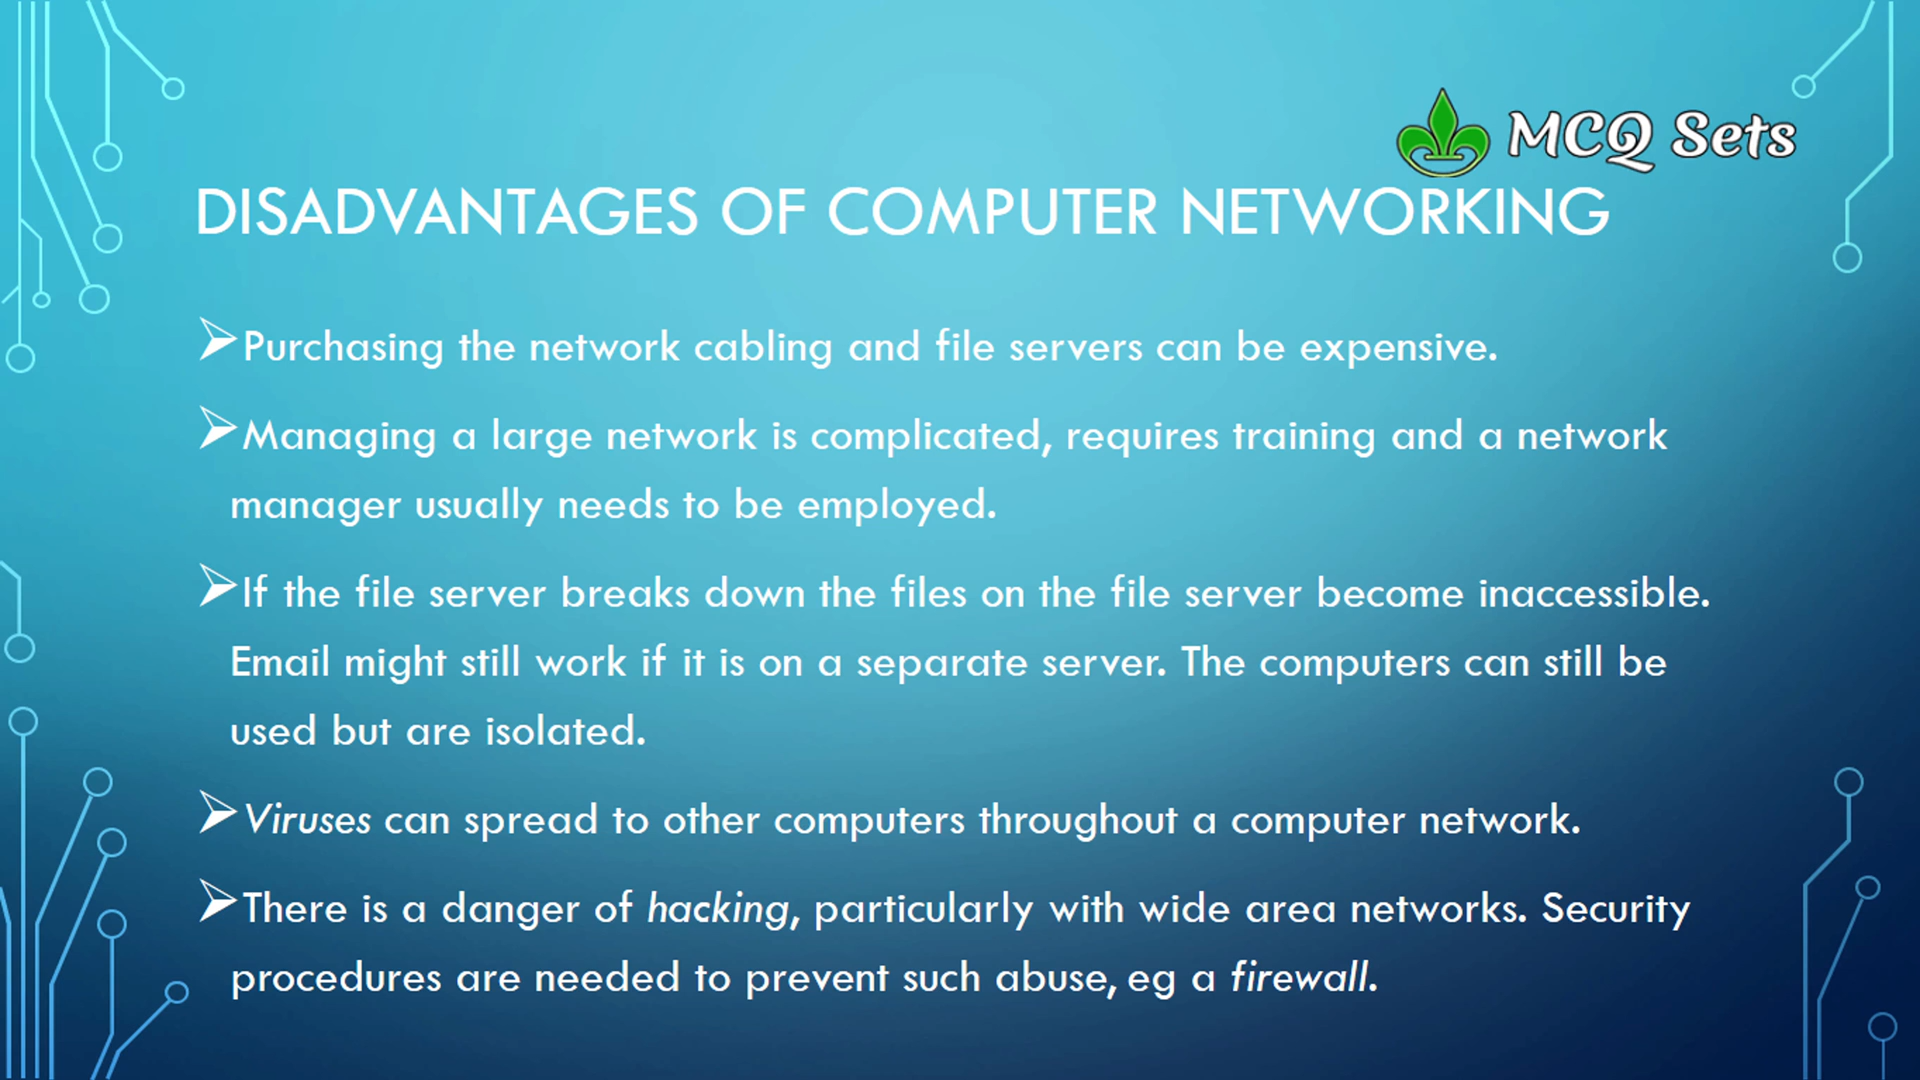 MCQ Sets
DISADVANTAGES OF COMPUTER NETWORKING
Purchasing the network cabling and file servers can be expensive.
Managing a large network is complicated, requires training and a network
manager usually needs to be employed.
If the file server breaks down the files on the file server become inaccessible.
Email might still work if it is on a separate server. The computers can still be
used but are isolated.
Viruses can spread to other computers throughout a computer network.
There is a danger of hacking, particularly with wide area networks. Security
procedures are needed to prevent such abuse, eg a firewall.